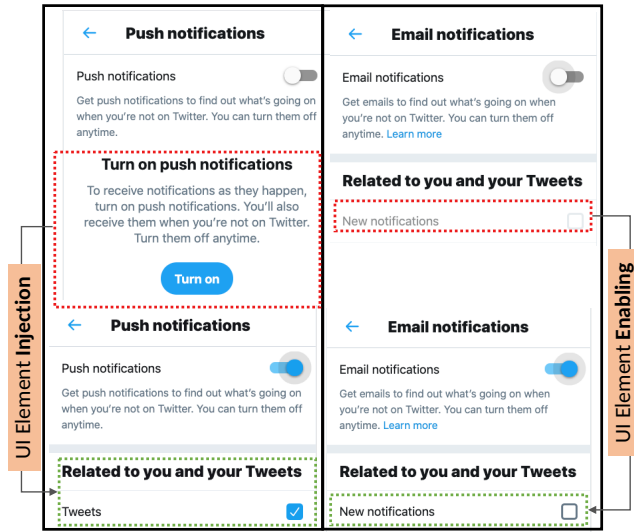 UI Element Injection
← Push notifications
Push notifications
Get push notifications to find out what's going on
when you're not on Twitter. You can turn them off
anytime.
Turn on push notifications
To receive notifications as they happen,
turn on push notifications. You'll also
receive them when you're not on Twitter.
Turn them off anytime.
Turn on
← Push notifications
Push notifications
Get push notifications to find out what's going on
when you're not on Twitter. You can turn them off
anytime.
Related to you and your Tweets
Tweets
← Email notifications
Email notifications
Get emails to find out what's going on when
you're not on Twitter. You can turn them off
anytime. Learn more
Related to you and your Tweets
New notifications
← Email notifications
Email notifications
Get emails to find out what's going on when
you're not on Twitter. You can turn them off
anytime. Learn more
Related to you and your Tweets
New notifications
UI Element Enabling